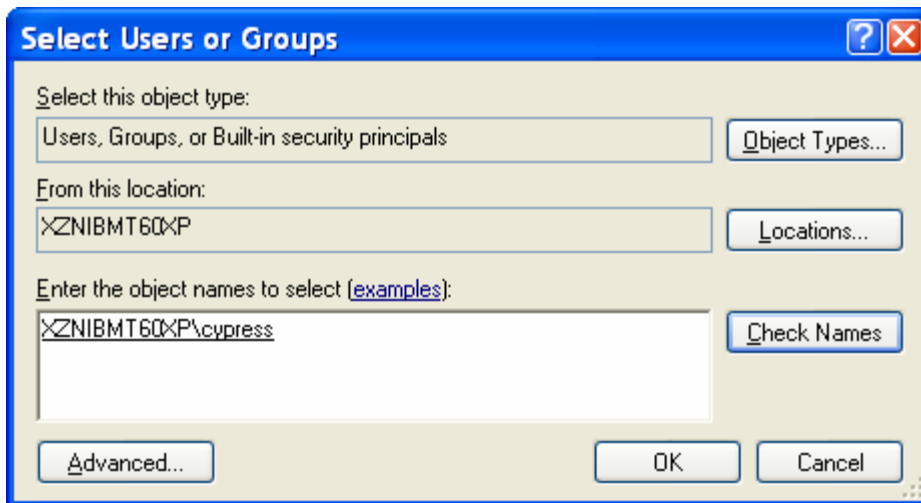 Select Users or Groups
Select this object type:
Users, Groups, or Built-in security principals
Object Types...
From this location:
XZNIBMT60XP
Locations...
Enter the object names to select (examples):
XZNIBMT60XP\cypress
Check Names
Advanced...
OK
Cancel